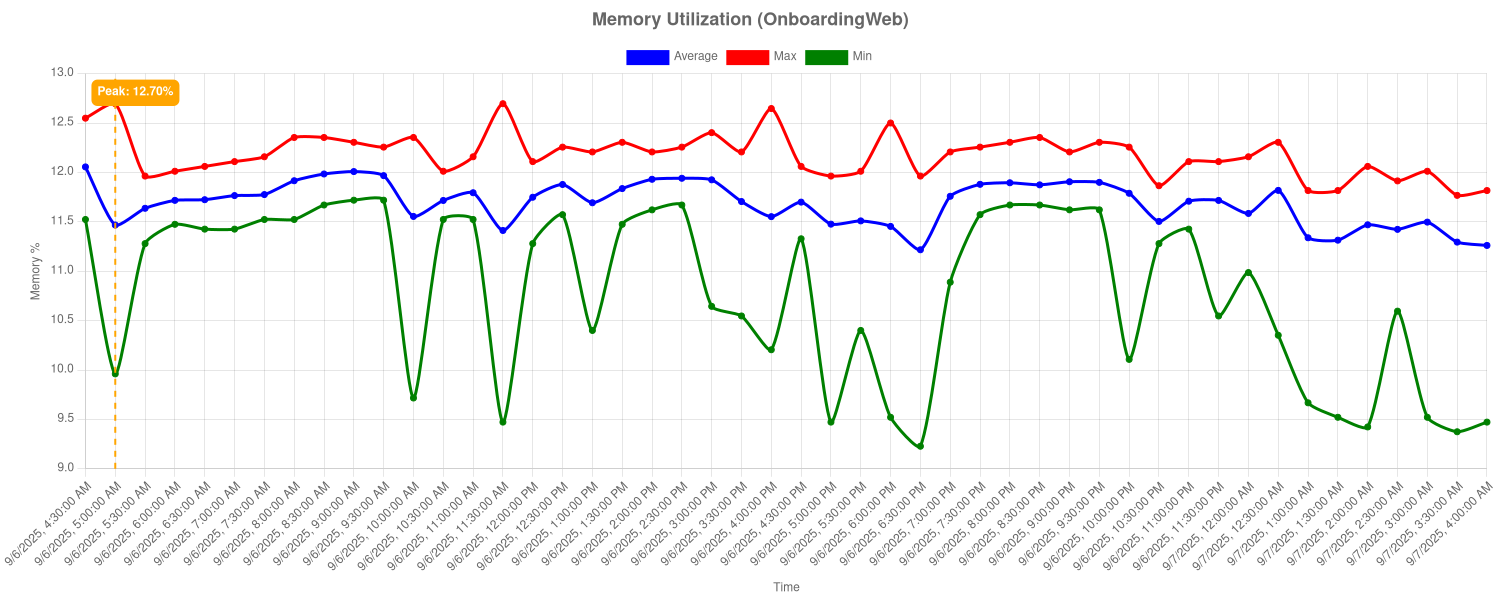 Memory Utilization (OnboardingWeb)
Average Max Min
Peak: 12.70%
13.0
12.5
12.0
11.5
11.0
10.5
10.0
9.5
9.0
Memory %
9/6/2025, 4:30:00 AM
9/6/2025, 5:00:00 AM
9/6/2025, 5:30:00 AM
9/6/2025, 6:00:00 AM
9/6/2025, 6:30:00 AM
9/6/2025, 7:00:00 AM
9/6/2025, 7:30:00 AM
9/6/2025, 8:00:00 AM
9/6/2025, 8:30:00 AM
9/6/2025, 9:00:00 AM
9/6/2025, 9:30:00 AM
9/6/2025, 10:00:00 AM
9/6/2025, 10:30:00 AM
9/6/2025, 11:00:00 AM
9/6/2025, 11:30:00 AM
9/6/2025, 12:00:00 PM
9/6/2025, 12:30:00 PM
9/6/2025, 1:00:00 PM
9/6/2025, 1:30:00 PM
9/6/2025, 2:00:00 PM
9/6/2025, 2:30:00 PM
9/6/2025, 3:00:00 PM
9/6/2025, 3:30:00 PM
9/6/2025, 4:00:00 PM
9/6/2025, 4:30:00 PM
9/6/2025, 5:00:00 PM
9/6/2025, 5:30:00 PM
9/6/2025, 6:00:00 PM
9/6/2025, 6:30:00 PM
9/6/2025, 7:00:00 PM
9/6/2025, 7:30:00 PM
9/6/2025, 8:00:00 PM
9/6/2025, 8:30:00 PM
9/6/2025, 9:00:00 PM
9/6/2025, 9:30:00 PM
9/6/2025, 10:00:00 PM
9/6/2025, 10:30:00 PM
9/6/2025, 11:00:00 PM
9/6/2025, 11:30:00 PM
9/7/2025, 12:00:00 AM
9/7/2025, 12:30:00 AM
9/7/2025, 1:00:00 AM
9/7/2025, 1:30:00 AM
9/7/2025, 2:00:00 AM
9/7/2025, 2:30:00 AM
9/7/2025, 3:00:00 AM
9/7/2025, 3:30:00 AM
9/7/2025, 4:00:00 AM
Time